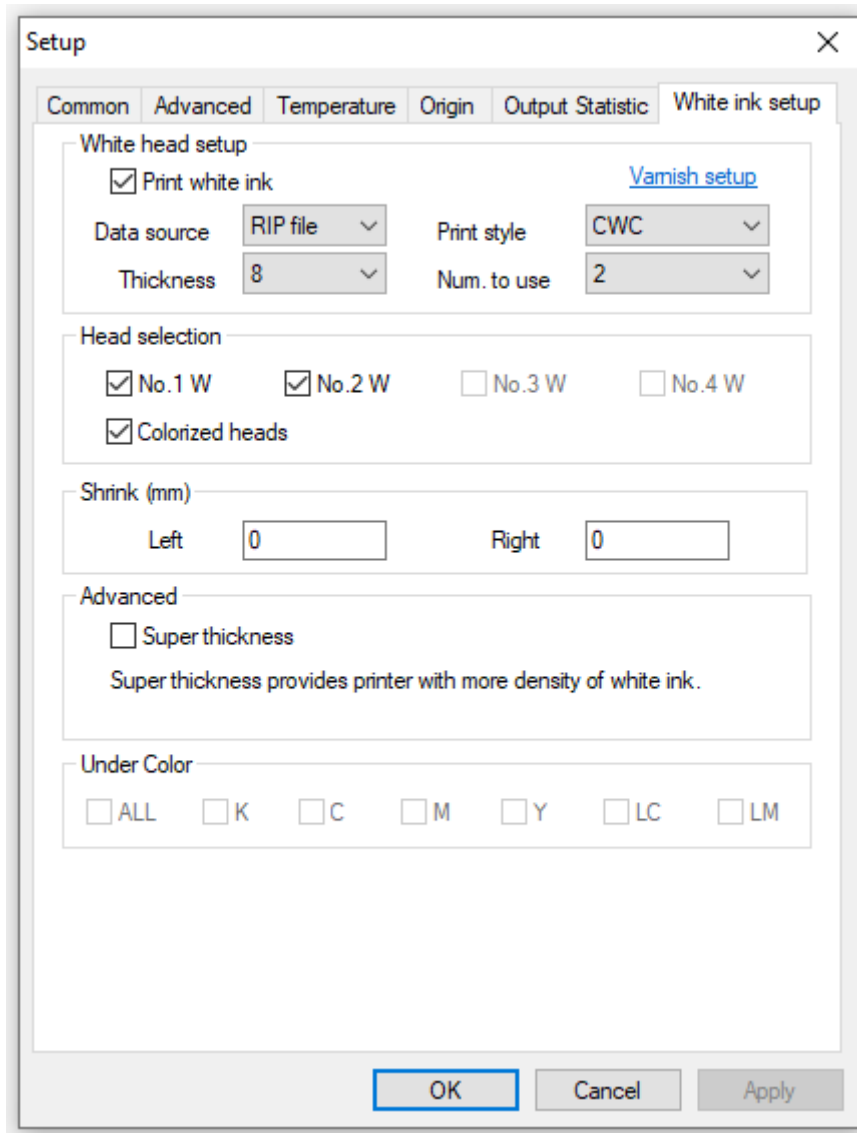 Setup
Common Advanced Temperature Origin Output Statistic White ink setup
White head setup
Print white ink Varnish setup
Data source RIP file Print style CWC
Thickness 8 Num. to use 2
Head selection
No.1 W No.2 W No.3 W No.4 W
Colorized heads
Shrink (mm)
Left 0 Right 0
Advanced
Super thickness
Super thickness provides printer with more density of white ink.
Under Color
ALL K C M Y LC LM
OK Cancel Apply